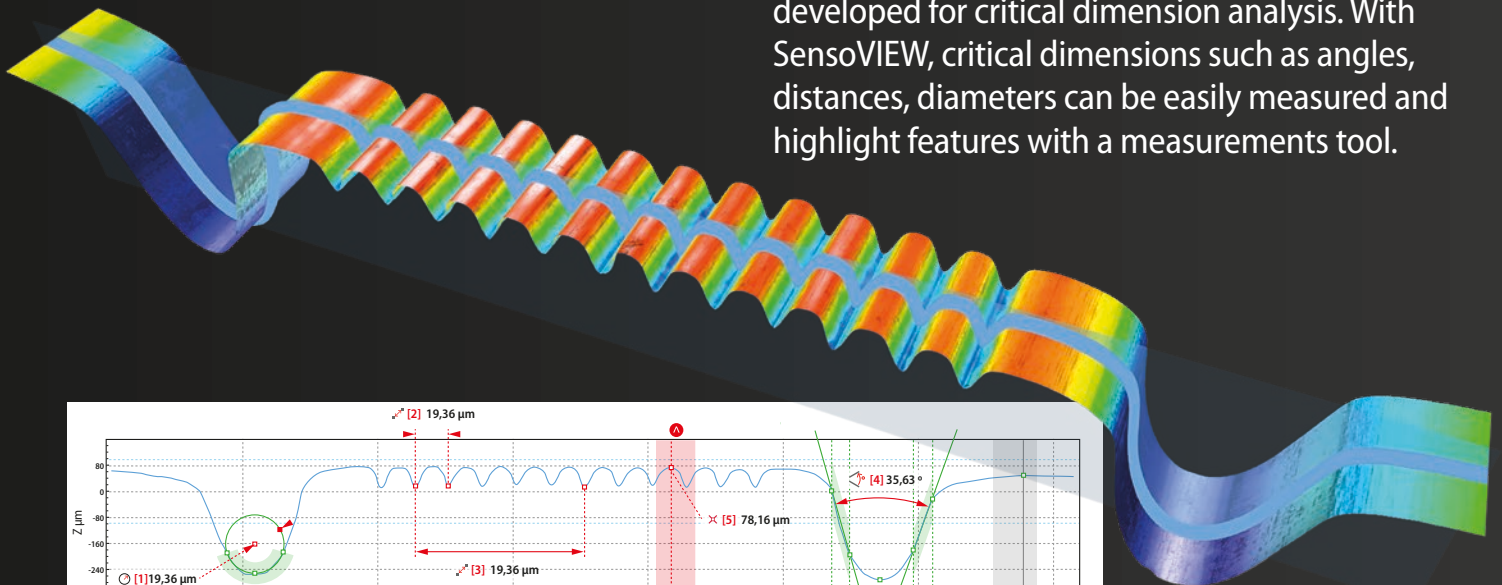 developed for critical dimension analysis. With
SensoVIEW, critical dimensions such as angles,
distances, diameters can be easily measured and
highlight features with a measurements tool.
[2] 19,36 µm
80
0
-80
-160
-240
Z µm
[4] 35,63 º
[5] 78,16 µm
[3] 19,36 µm
[1]19,36 µm